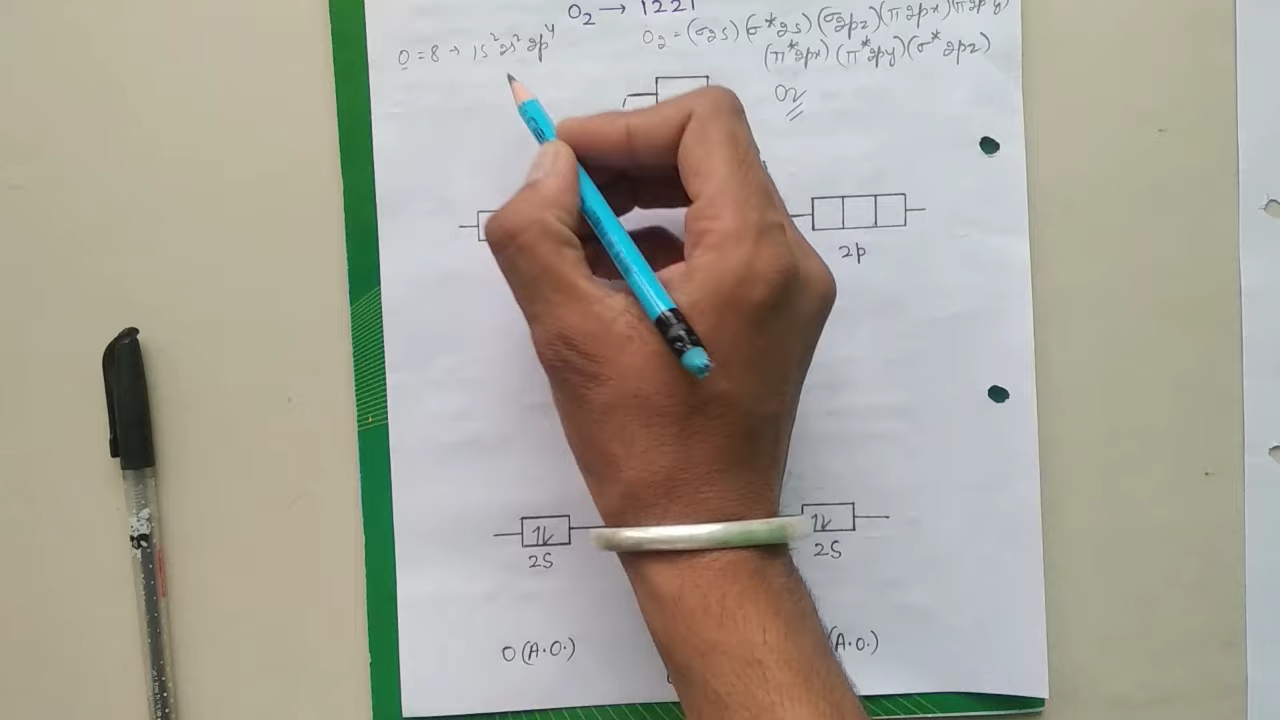 O₂ → 1221
O = 8 → 1s² 2s² 2p⁴
O₂ = (σ2s) (σ*2s) (σ2pz) (π2px) (π2py)
(π*2px) (π*2py) (σ*2pz)
O₂
2p
1⇂ 1⇂
2S 2S
O (A.O.) (A.O.)